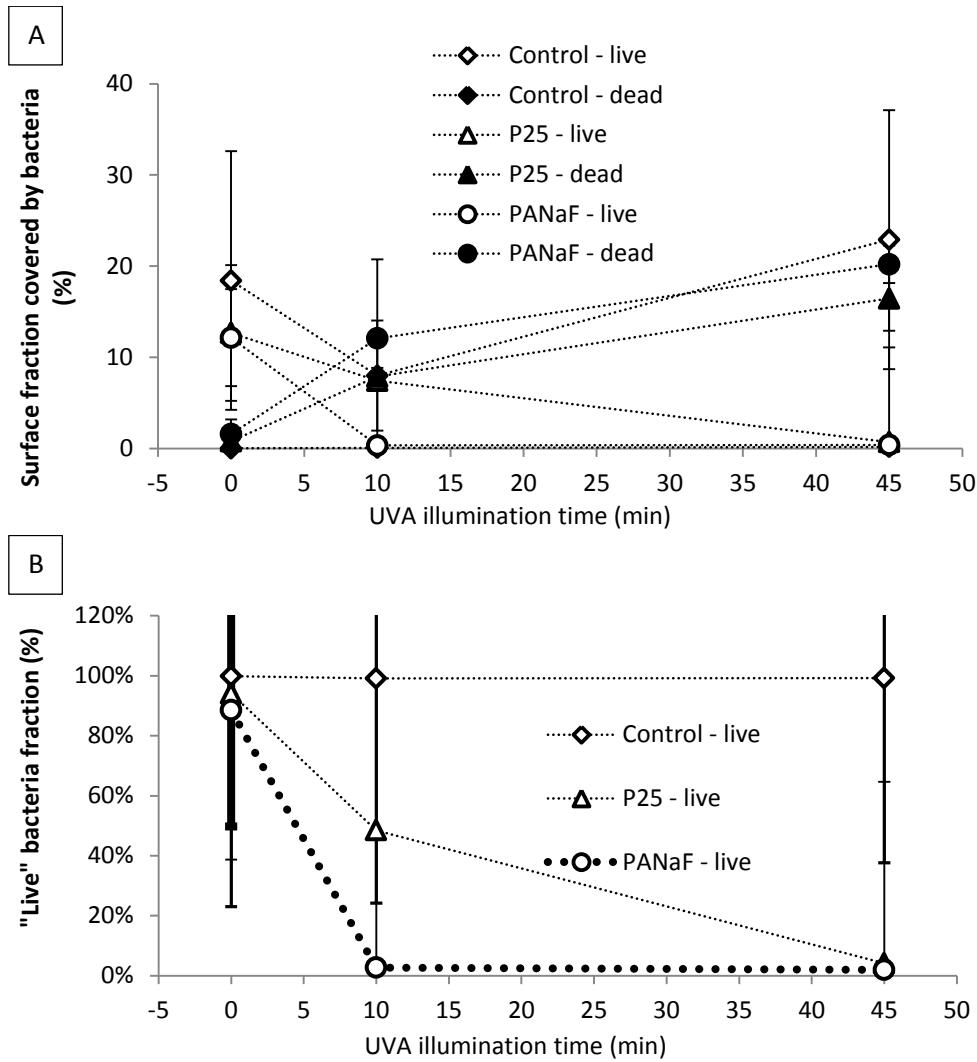 A
Control - live
Control - dead
P25 - live
P25 - dead
PANaF - live
PANaF - dead
Surface fraction covered by bacteria
(%)
40
30
20
10
0
-5 0 5 10 15 20 25 30 35 40 45 50
UVA illumination time (min)
B
"Live" bacteria fraction (%)
120%
100%
80%
60%
40%
20%
0%
Control - live
P25 - live
PANaF - live
-5 0 5 10 15 20 25 30 35 40 45 50
UVA illumination time (min)